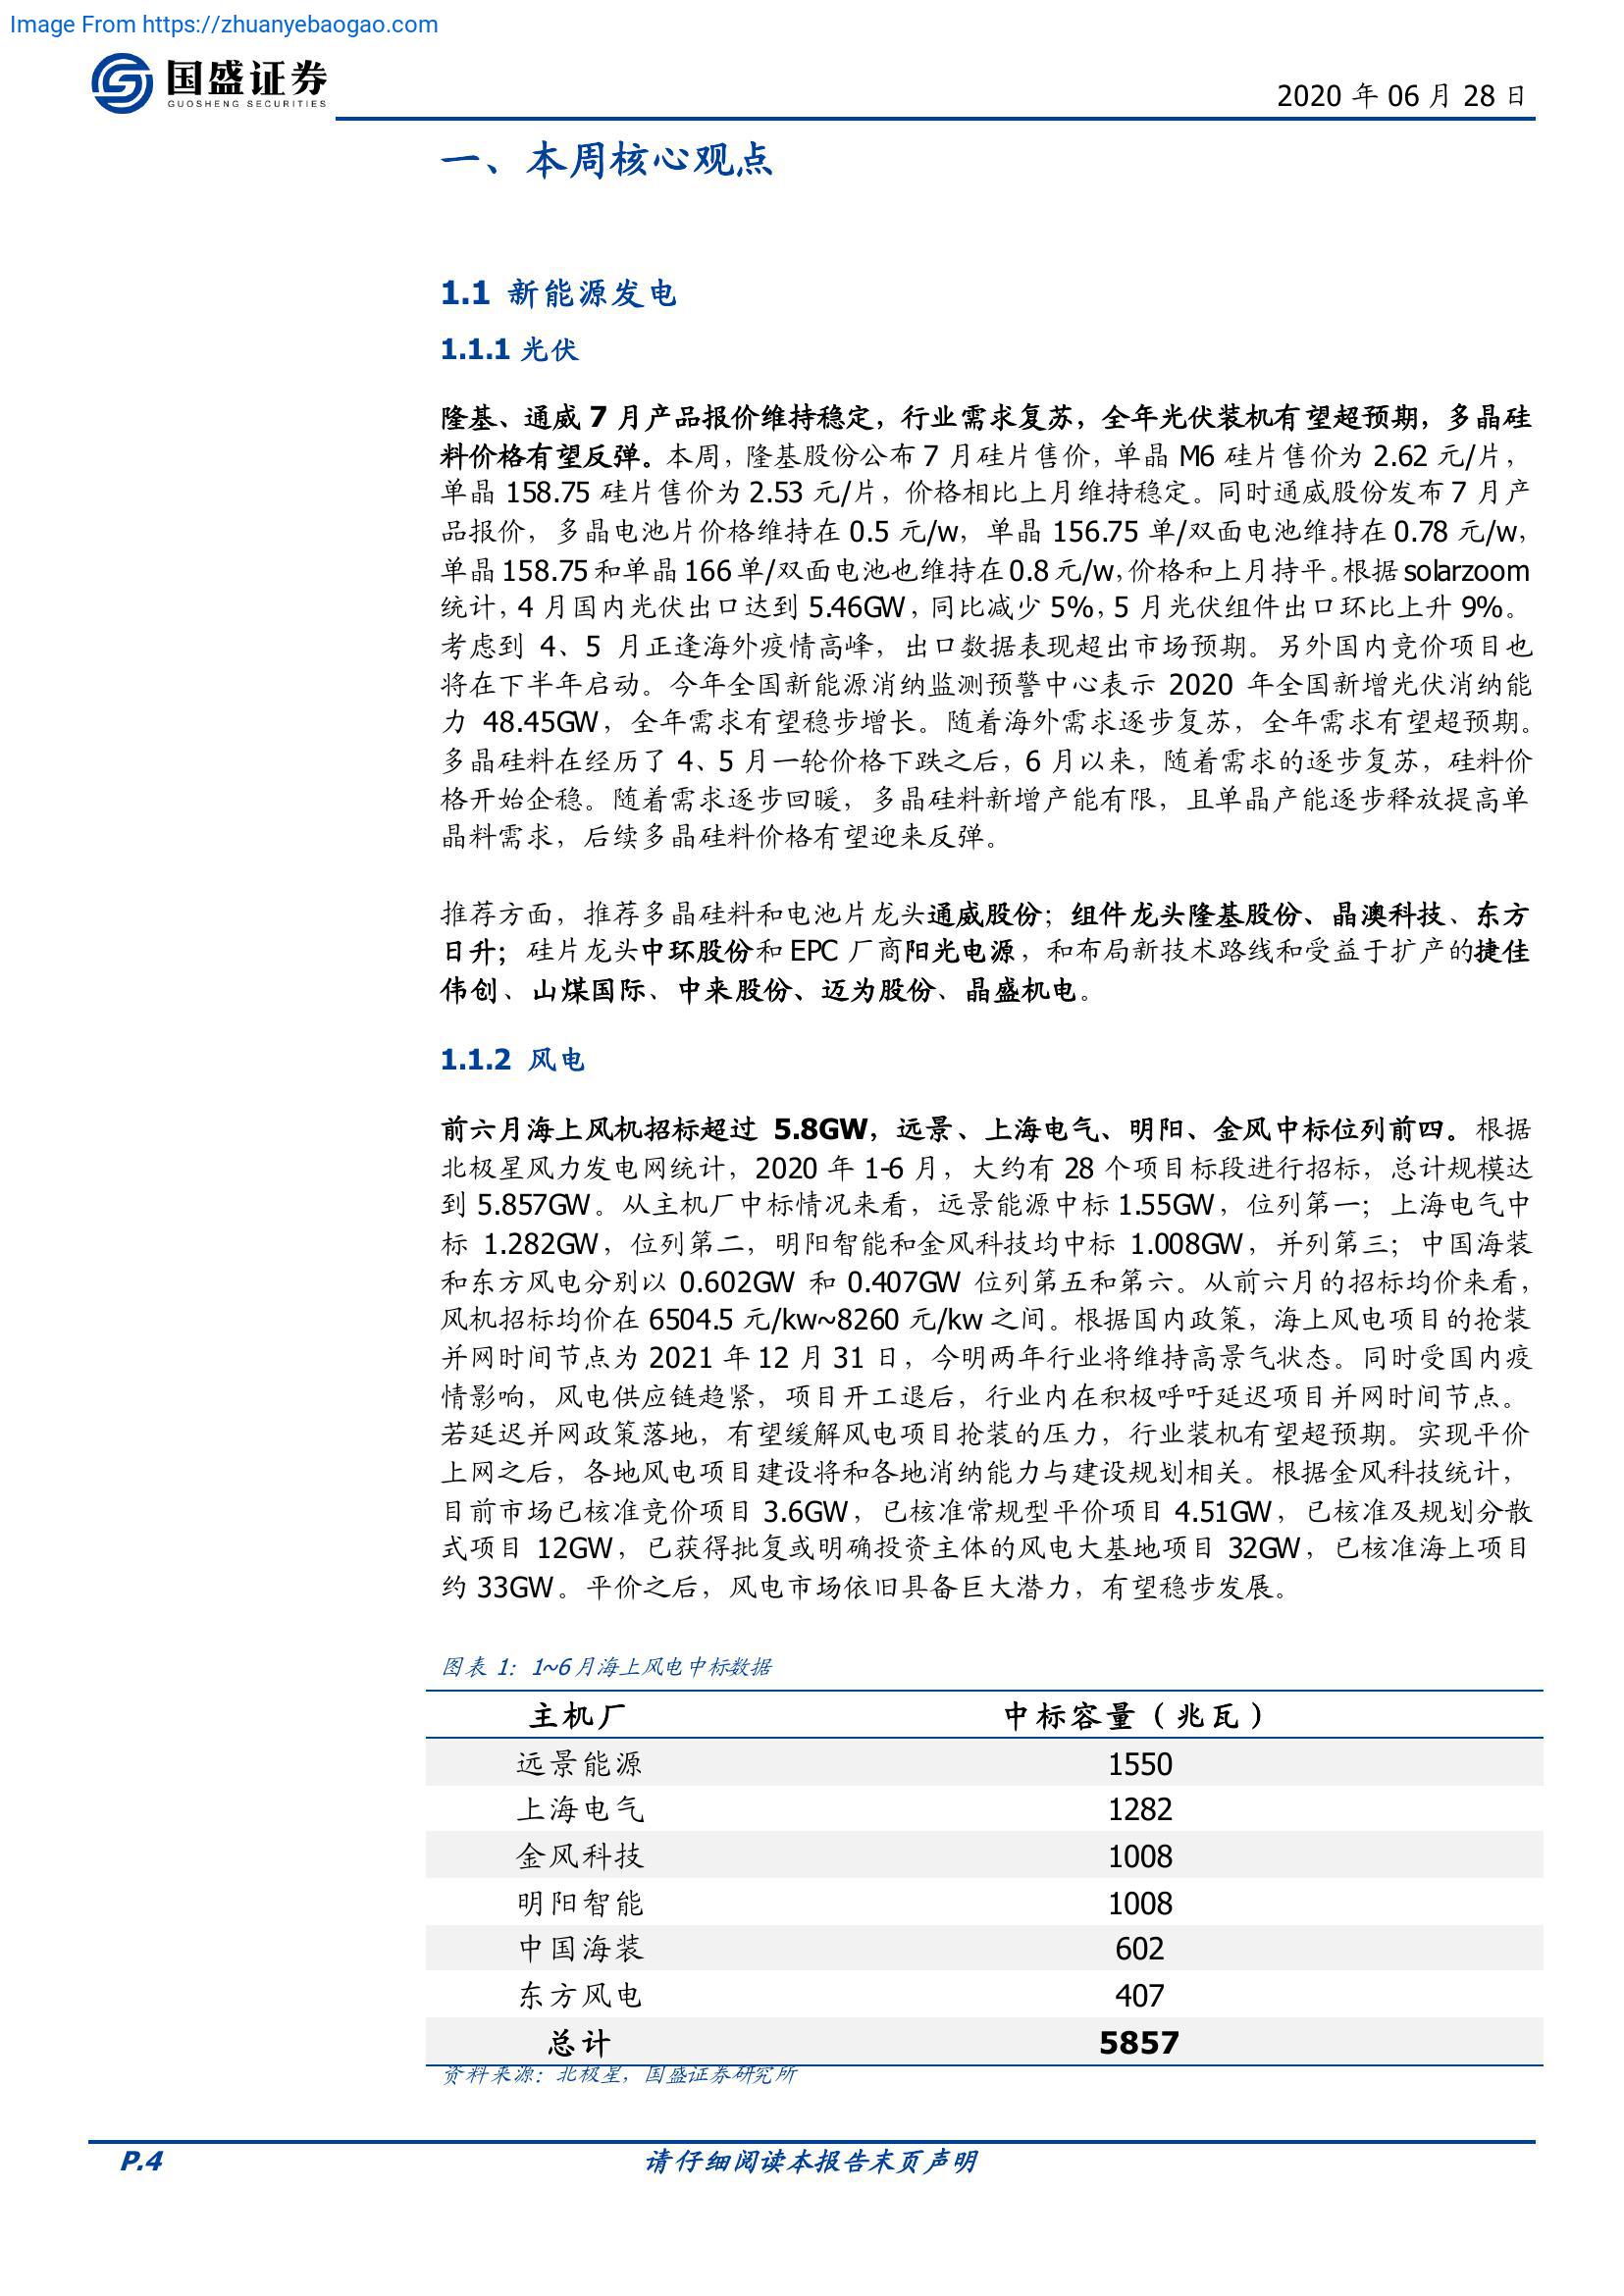 Image From https://zhuanyebaogao.com
国盛证券
GUOSHENG SECURITIES
2020 年 06 月 28 日
一、本周核心观点
1.1 新能源发电
1.1.1 光伏
隆基、通威 7 月产品报价维持稳定，行业需求复苏，全年光伏装机有望超预期，多晶硅
料价格有望反弹。本周，隆基股份公布 7 月硅片售价，单晶 M6 硅片售价为 2.62 元/片，
单晶 158.75 硅片售价为 2.53 元/片，价格相比上月维持稳定。同时通威股份发布 7 月产
品报价，多晶电池片价格维持在 0.5 元/w，单晶 156.75 单/双面电池维持在 0.78 元/w，
单晶 158.75 和单晶 166 单/双面电池也维持在 0.8 元/w，价格和上月持平。根据 solarzoom
统计，4 月国内光伏出口达到 5.46GW，同比减少 5%，5 月光伏组件出口环比上升 9%。
考虑到 4、5 月正逢海外疫情高峰，出口数据表现超出市场预期。另外国内竞价项目也
将在下半年启动。今年全国新能源消纳监测预警中心表示 2020 年全国新增光伏消纳能
力 48.45GW，全年需求有望稳步增长。随着海外需求逐步复苏，全年需求有望超预期。
多晶硅料在经历了 4、5 月一轮价格下跌之后，6 月以来，随着需求的逐步复苏，硅料价
格开始企稳。随着需求逐步回暖，多晶硅料新增产能有限，且单晶产能逐步释放提高单
晶料需求，后续多晶硅料价格有望迎来反弹。
推荐方面，推荐多晶硅料和电池片龙头通威股份；组件龙头隆基股份、晶澳科技、东方
日升；硅片龙头中环股份和 EPC 厂商阳光电源，和布局新技术路线和受益于扩产的捷佳
伟创、山煤国际、中来股份、迈为股份、晶盛机电。
1.1.2 风电
前六月海上风机招标超过 5.8GW，远景、上海电气、明阳、金风中标位列前四。根据
北极星风力发电网统计，2020 年 1-6 月，大约有 28 个项目标段进行招标，总计规模达
到 5.857GW。从主机厂中标情况来看，远景能源中标 1.55GW，位列第一；上海电气中
标 1.282GW，位列第二，明阳智能和金风科技均中标 1.008GW，并列第三；中国海装
和东方风电分别以 0.602GW 和 0.407GW 位列第五和第六。从前六月的招标均价来看，
风机招标均价在 6504.5 元/kw~8260 元/kw 之间。根据国内政策，海上风电项目的抢装
并网时间节点为 2021 年 12 月 31 日，今明两年行业将维持高景气状态。同时受国内疫
情影响，风电供应链趋紧，项目开工退后，行业内在积极呼吁延迟项目并网时间节点。
若延迟并网政策落地，有望缓解风电项目抢装的压力，行业装机有望超预期。实现平价
上网之后，各地风电项目建设将和各地消纳能力与建设规划相关。根据金风科技统计，
目前市场已核准竞价项目 3.6GW，已核准常规型平价项目 4.51GW，已核准及规划分散
式项目 12GW，已获得批复或明确投资主体的风电大基地项目 32GW，已核准海上项目
约 33GW。平价之后，风电市场依旧具备巨大潜力，有望稳步发展。
图表 1：1~6 月海上风电中标数据
主机厂 中标容量（兆瓦）
远景能源 1550
上海电气 1282
金风科技 1008
明阳智能 1008
中国海装 602
东方风电 407
总计 5857
资料来源：北极星，国盛证券研究所
P.4 请仔细阅读本报告末页声明